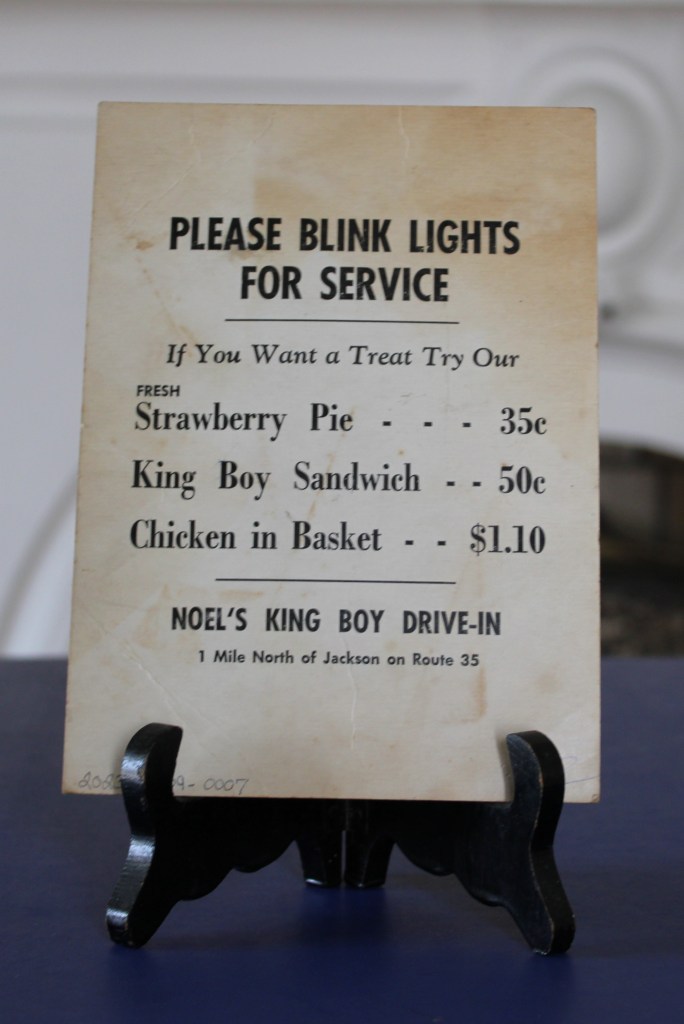 PLEASE BLINK LIGHTS
FOR SERVICE
If You Want a Treat Try Our
FRESH
Strawberry Pie - - - 35c
King Boy Sandwich - - 50c
Chicken in Basket - - $1.10
NOEL'S KING BOY DRIVE-IN
1 Mile North of Jackson on Route 35
- 0007